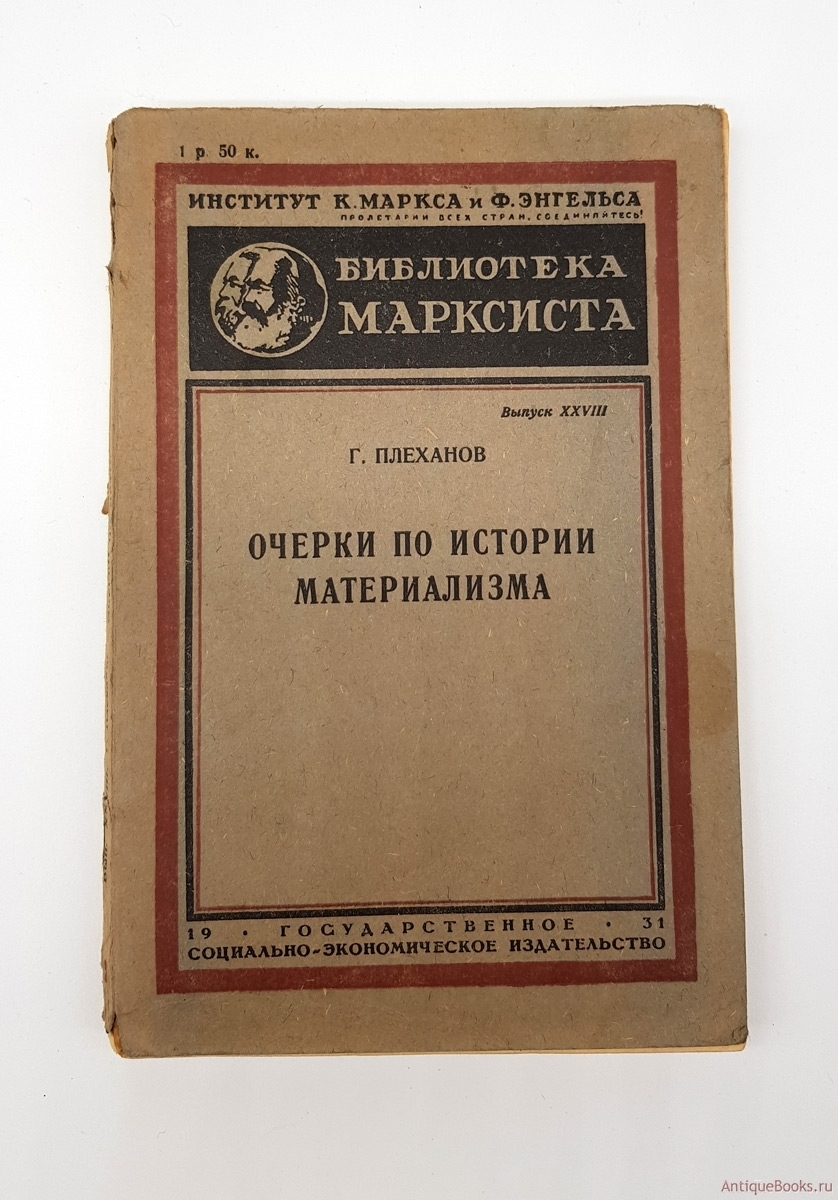 1 р. 50 к.
ИНСТИТУТ К. МАРКСА и Ф. ЭНГЕЛЬСА
ПРОЛЕТАРИИ ВСЕХ СТРАН, СОЕДИНЯЙТЕСЬ!
БИБЛИОТЕКА
МАРКСИСТА
Выпуск XXVIII
Г. ПЛЕХАНОВ
ОЧЕРКИ ПО ИСТОРИИ
МАТЕРИАЛИЗМА
19 · ГОСУДАРСТВЕННОЕ · 31
СОЦИАЛЬНО-ЭКОНОМИЧЕСКОЕ ИЗДАТЕЛЬСТВО
AntiqueBooks.ru